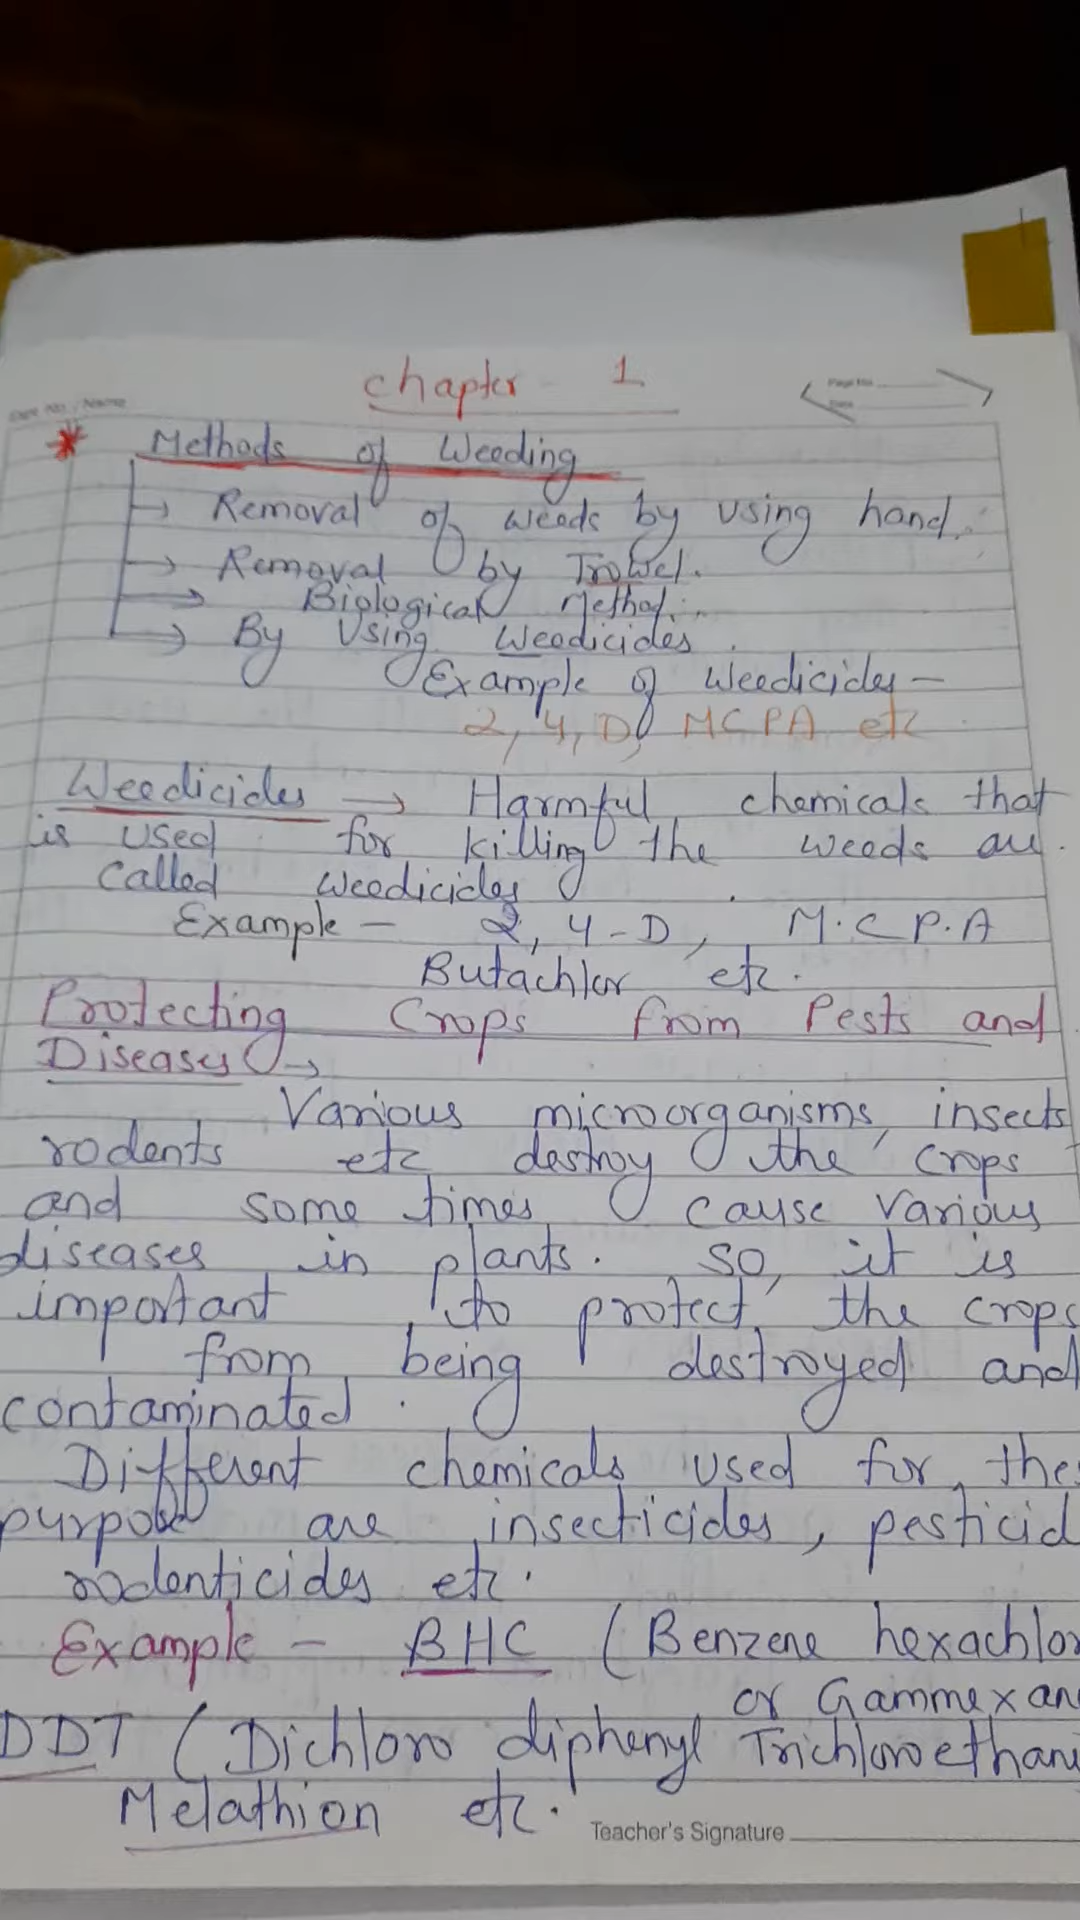 Chapter - 1
* Methods of Weeding
→ Removal of weeds by using hand.
→ Removal by Trowel.
→ Biological Method.
→ By Using Weedicides.
Example of Weedicides -
2, 4, D, MCPA etc
Weedicides → Harmful chemicals that
is used for killing the weeds are
called weedicides.
Example - 2, 4-D, M.C.P.A
Butachlor etc.
Protecting Crops from Pests and
Diseases →
Various microorganisms, insects
rodents etc destroy the crops
and some times cause various
diseases in plants. so, it is
important to protect the crops
from being destroyed and
contaminated.
Different chemicals used for the
purpose are insecticides, pesticid
rodenticides etc.
Example - BHC (Benzene hexachlor
or Gammexan
DDT (Dichloro diphenyl Trichloroethan
Melathion etc.
Teacher's Signature